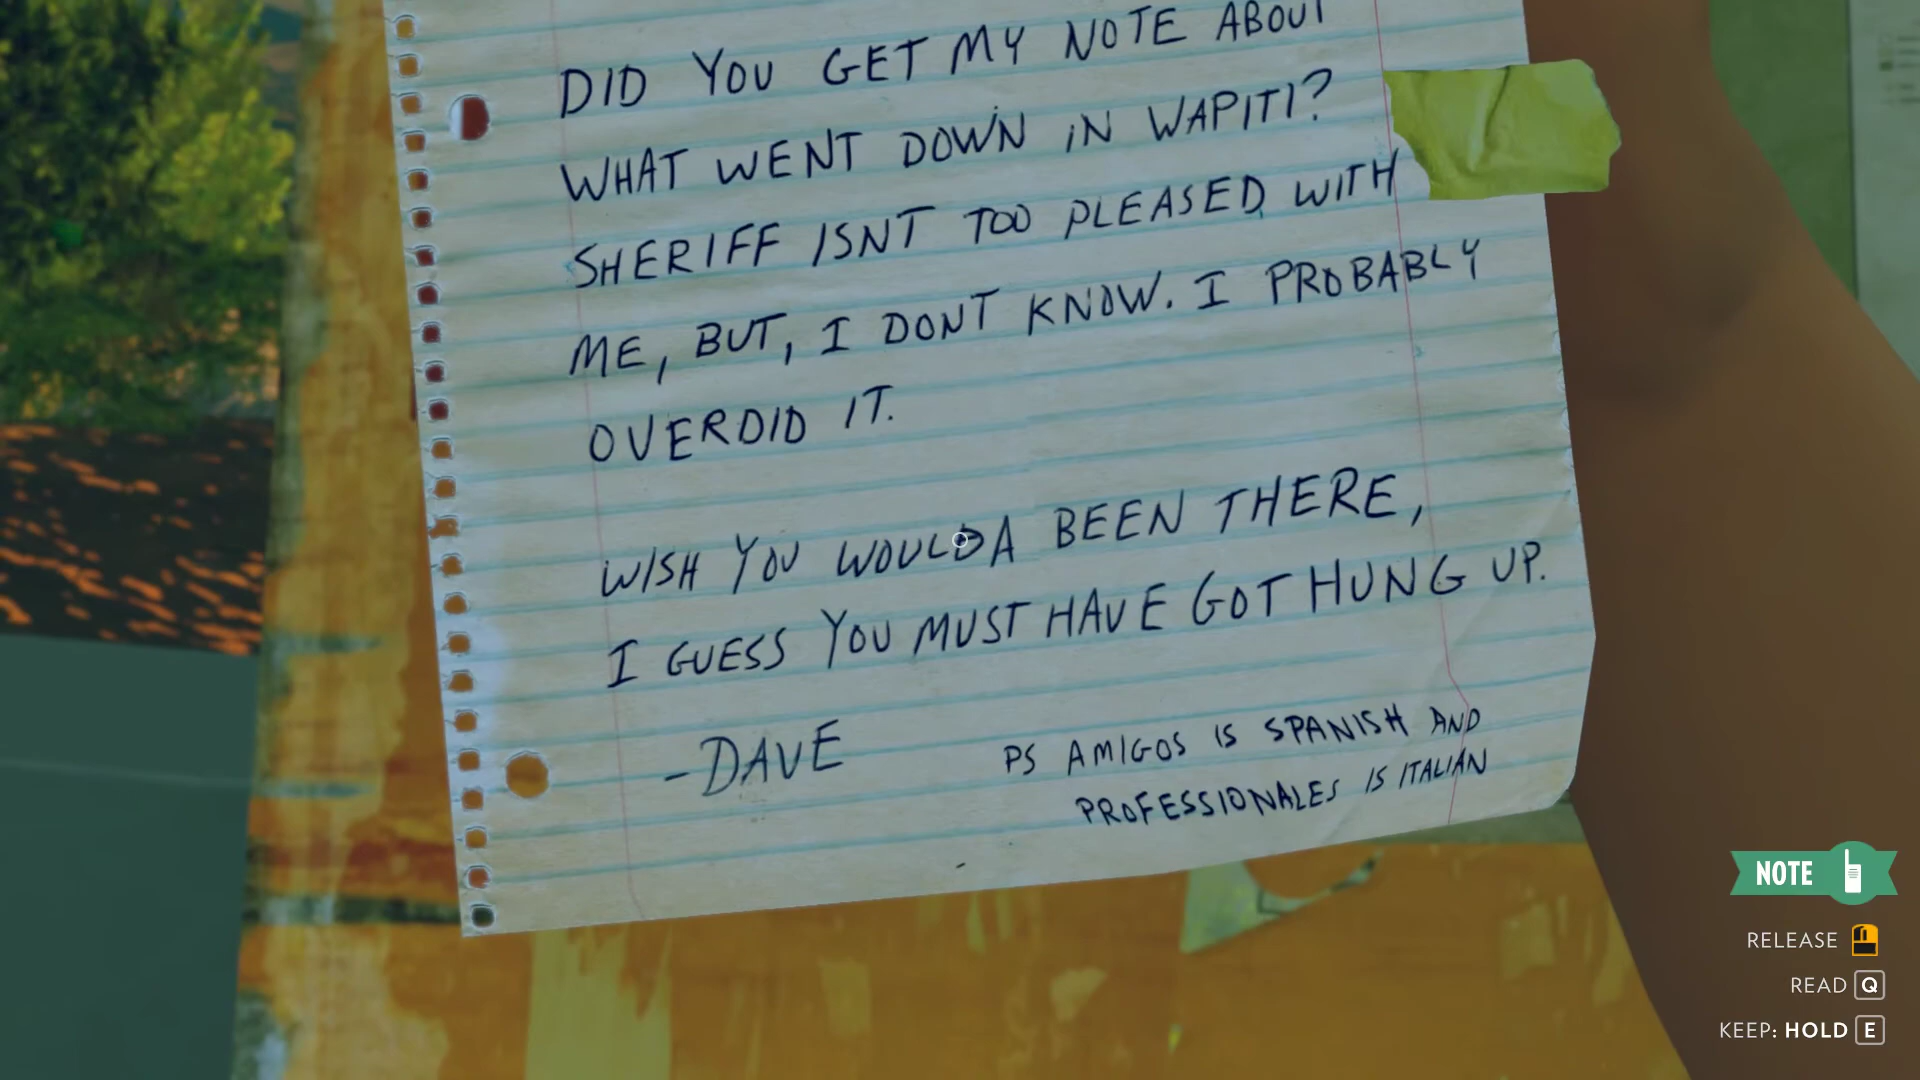 DID YOU GET MY NOTE ABOUT
WHAT WENT DOWN IN WAPITI?
SHERIFF ISNT TOO PLEASED WITH
ME, BUT, I DONT KNOW. I PROBABLY
OVERDID IT.
WISH YOU WOULDA BEEN THERE,
I GUESS YOU MUST HAVE GOT HUNG UP.
-DAVE
PS AMIGOS IS SPANISH AND
PROFESSIONALES IS ITALIAN
NOTE
RELEASE
READ Q
KEEP: HOLD E